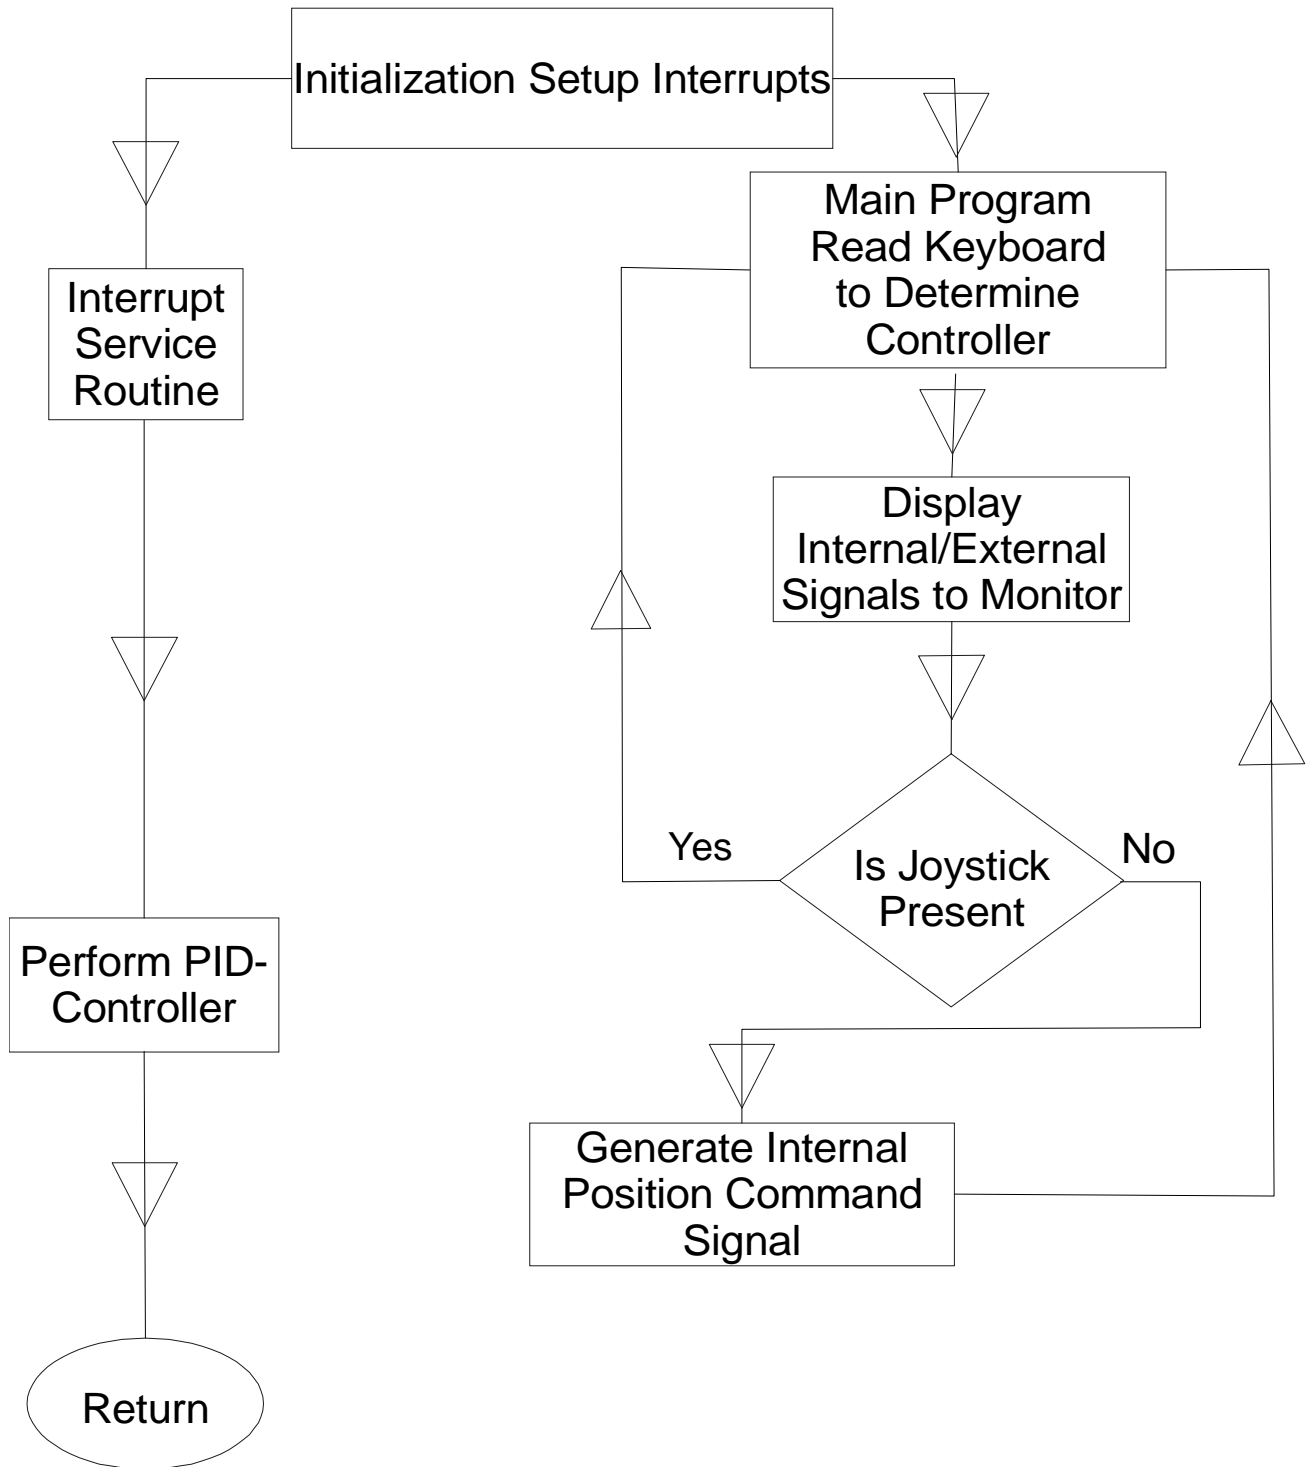 Initialization Setup Interrupts
Main Program
Read Keyboard
to Determine
Controller
Interrupt
Service
Routine
Display
Internal/External
Signals to Monitor
Yes
No
Is Joystick
Present
Perform PID-
Controller
Generate Internal
Position Command
Signal
Return